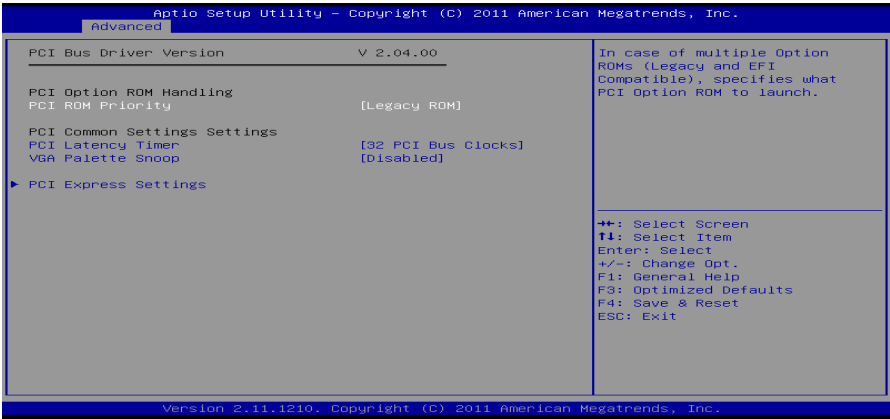 Aptio Setup Utility – Copyright (C) 2011 American Megatrends, Inc.
Advanced
PCI Bus Driver Version V 2.04.00
PCI Option ROM Handling
PCI ROM Priority [Legacy ROM]
PCI Common Settings Settings
PCI Latency Timer [32 PCI Bus Clocks]
VGA Palette Snoop [Disabled]
► PCI Express Settings
In case of multiple Option
ROMs (Legacy and EFI
Compatible), specifies what
PCI Option ROM to launch.
→←: Select Screen
↑↓: Select Item
Enter: Select
+/-: Change Opt.
F1: General Help
F3: Optimized Defaults
F4: Save & Reset
ESC: Exit
Version 2.11.1210. Copyright (C) 2011 American Megatrends, Inc.